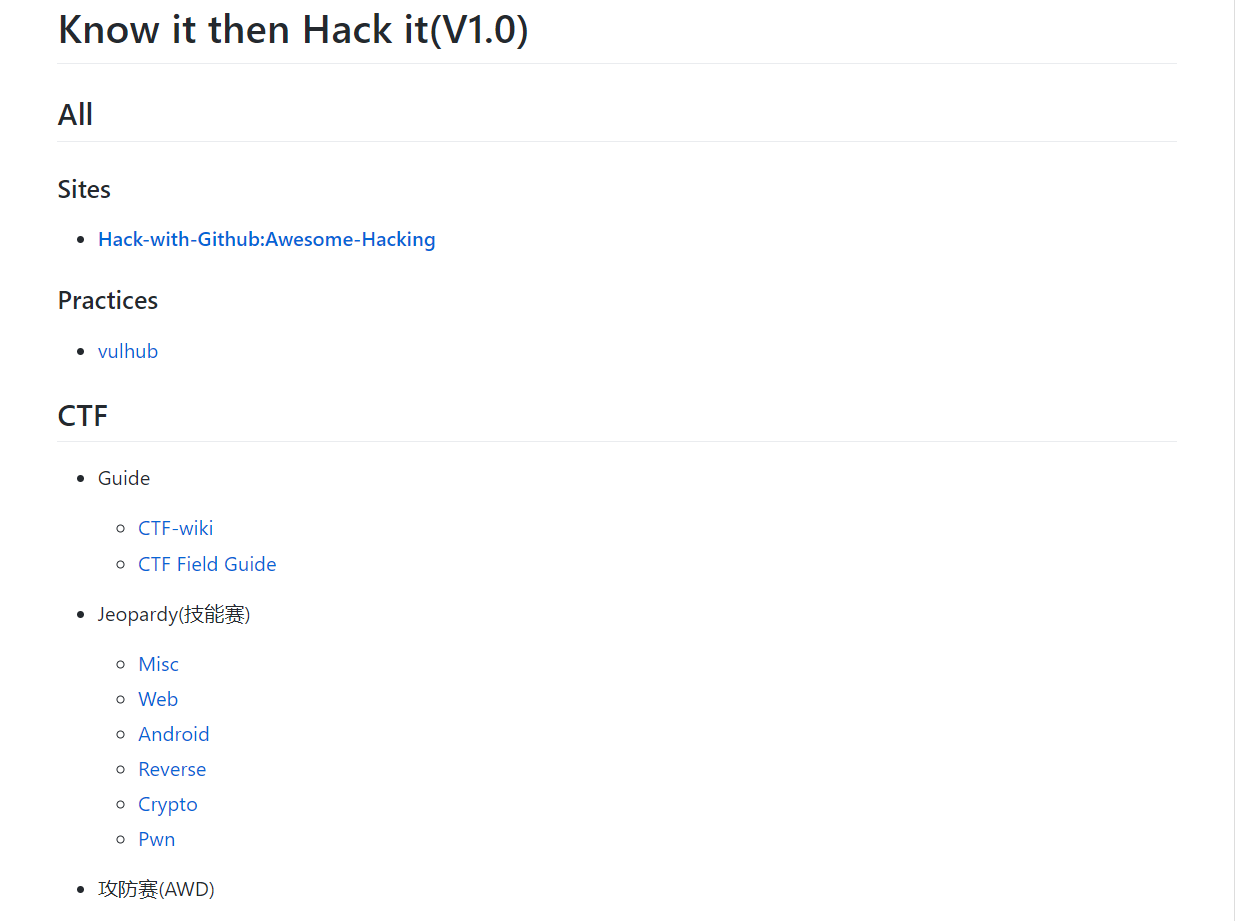 Know it then Hack it(V1.0)
All
Sites
Hack-with-Github:Awesome-Hacking
Practices
vulhub
CTF
Guide
CTF-wiki
CTF Field Guide
Jeopardy(技能赛)
Misc
Web
Android
Reverse
Crypto
Pwn
攻防赛(AWD)